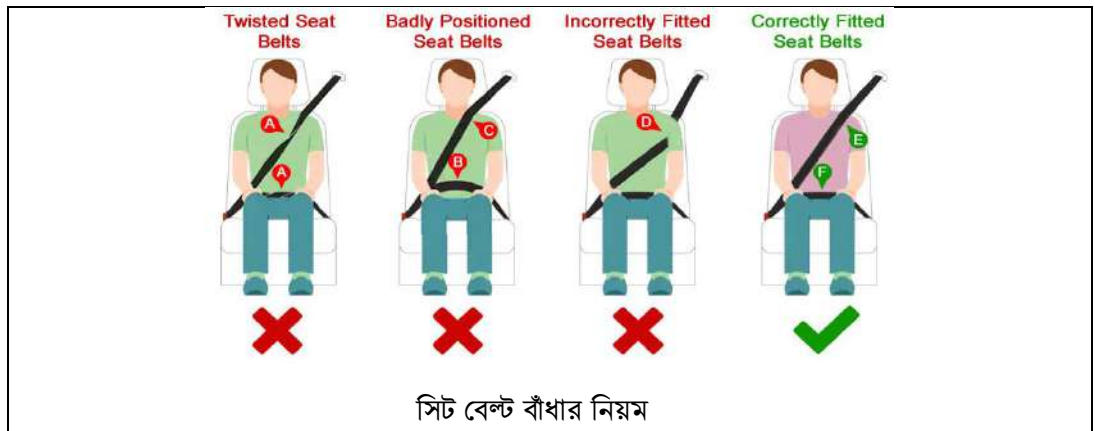 Twisted Seat
Belts
Badly Positioned
Seat Belts
Incorrectly Fitted
Seat Belts
Correctly Fitted
Seat Belts
A
A
C
B
D
E
F
সিট বেল্ট বাঁধার নিয়ম